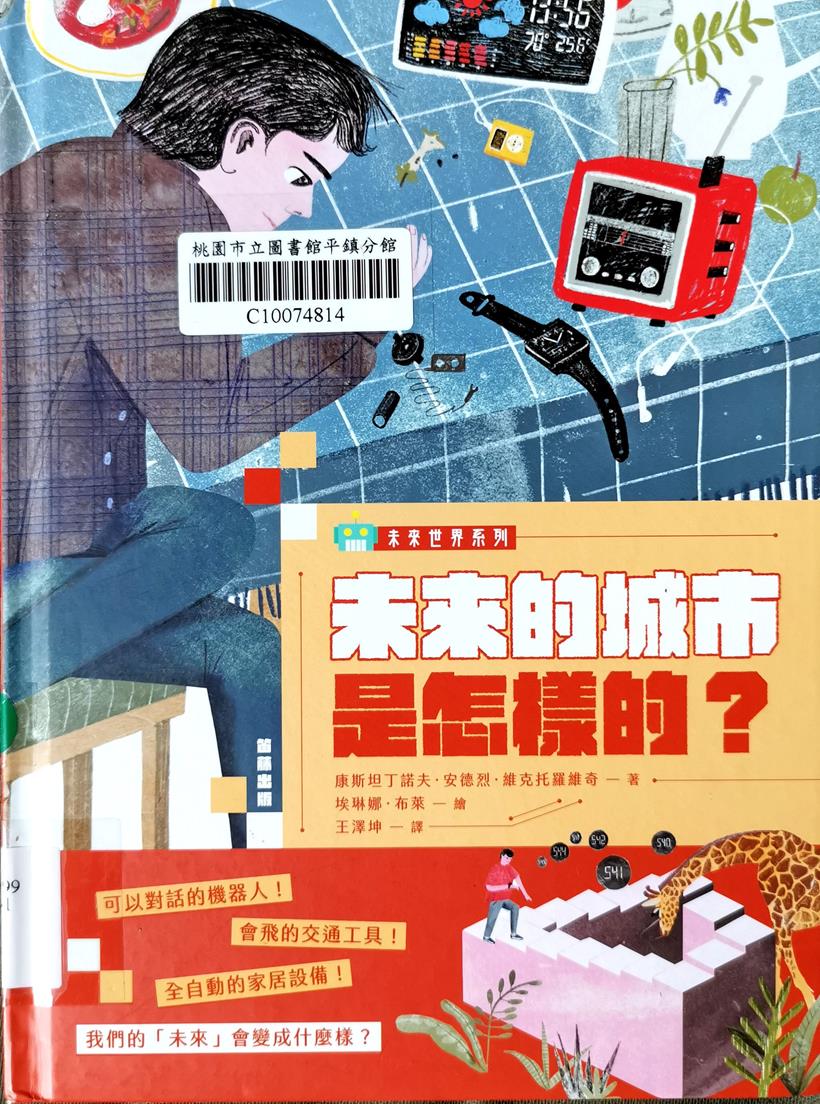 13:56
70° 25.6°
桃園市立圖書館平鎮分館
C10074814
未來世界系列
未來的城市
是怎樣的？
康斯坦丁諾夫·安德烈·維克托羅維奇 — 著
埃琳娜·布萊 — 繪
王澤坤 — 譯
笛藤出版
99
可以對話的機器人！
會飛的交通工具！
全自動的家居設備！
我們的「未來」會變成什麼樣？
544
542
540
541